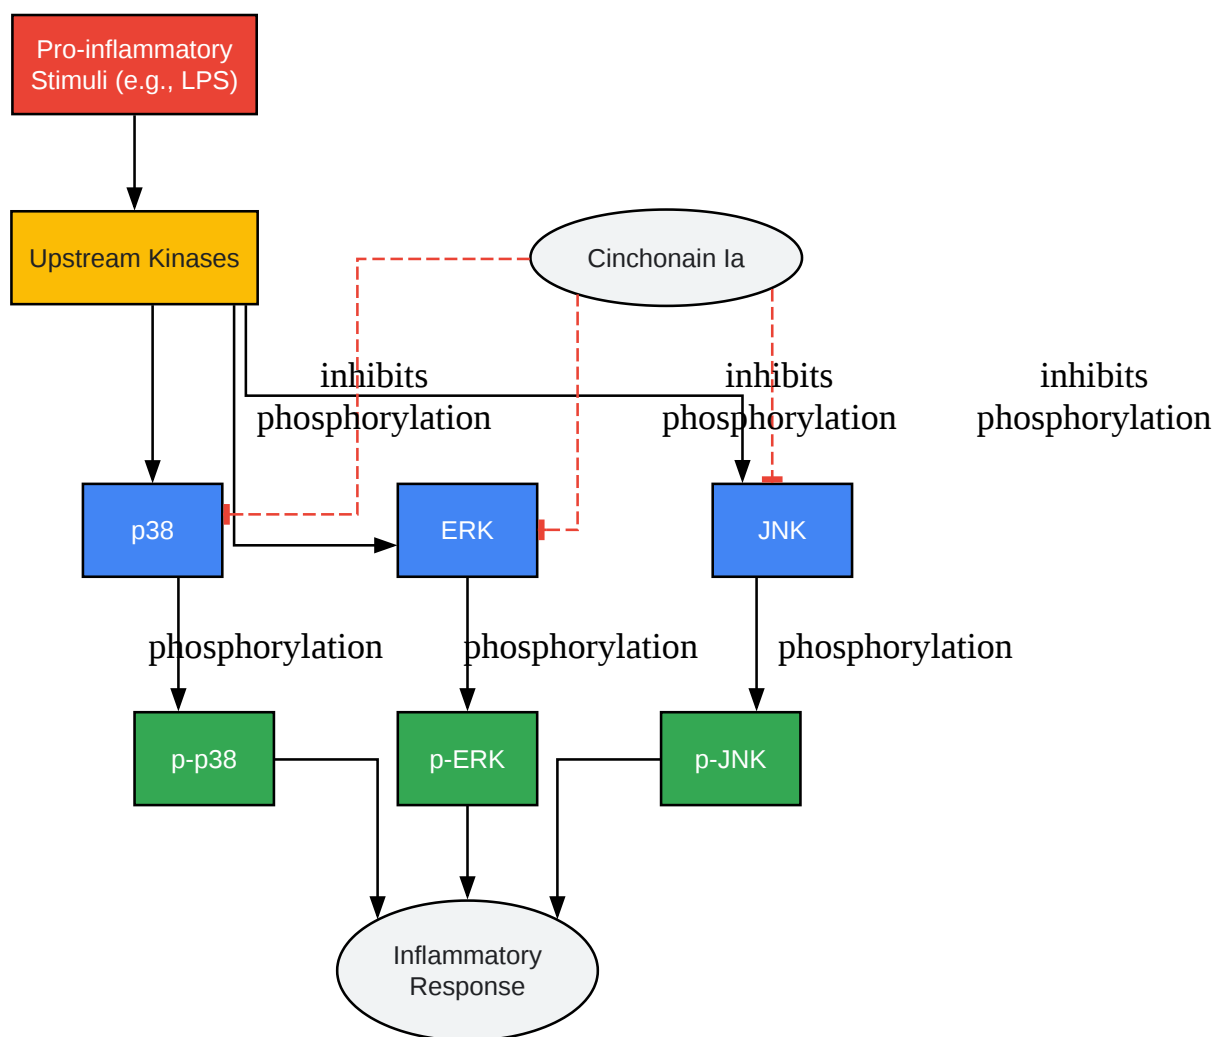 Pro-inflammatory
Stimuli (e.g., LPS)
Upstream Kinases
Cinchonain Ia
inhibits
phosphorylation
inhibits
phosphorylation
inhibits
phosphorylation
p38
ERK
JNK
phosphorylation
phosphorylation
phosphorylation
p-p38
p-ERK
p-JNK
Inflammatory
Response